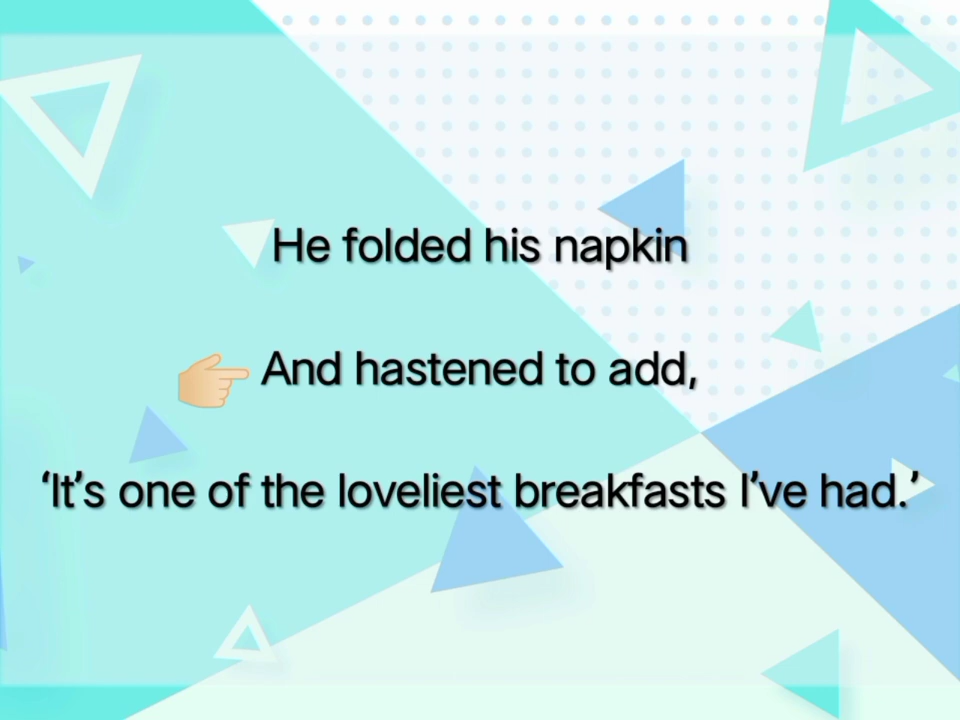 He folded his napkin
👉🏼 And hastened to add,
‘It’s one of the loveliest breakfasts I’ve had.’